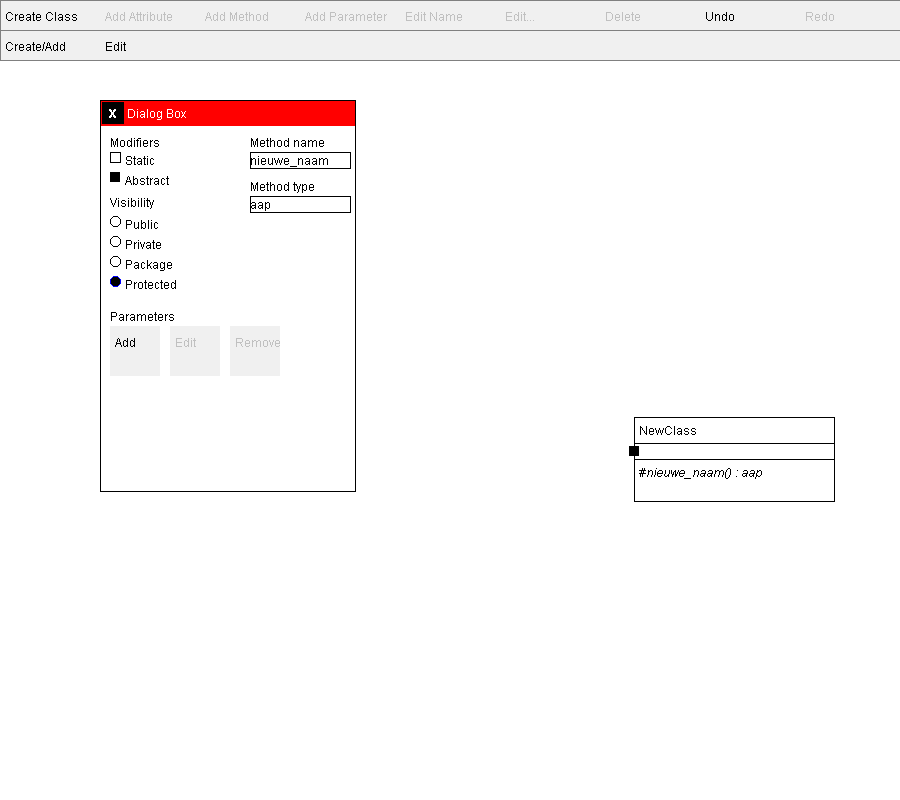 Create Class Add Attribute Add Method Add Parameter Edit Name Edit... Delete Undo Redo
Create/Add Edit
X Dialog Box
Modifiers
Static
Abstract
Visibility
Public
Private
Package
Protected
Method name
nieuwe_naam
Method type
aap
Parameters
Add Edit Remove
NewClass
#nieuwe_naam() : aap